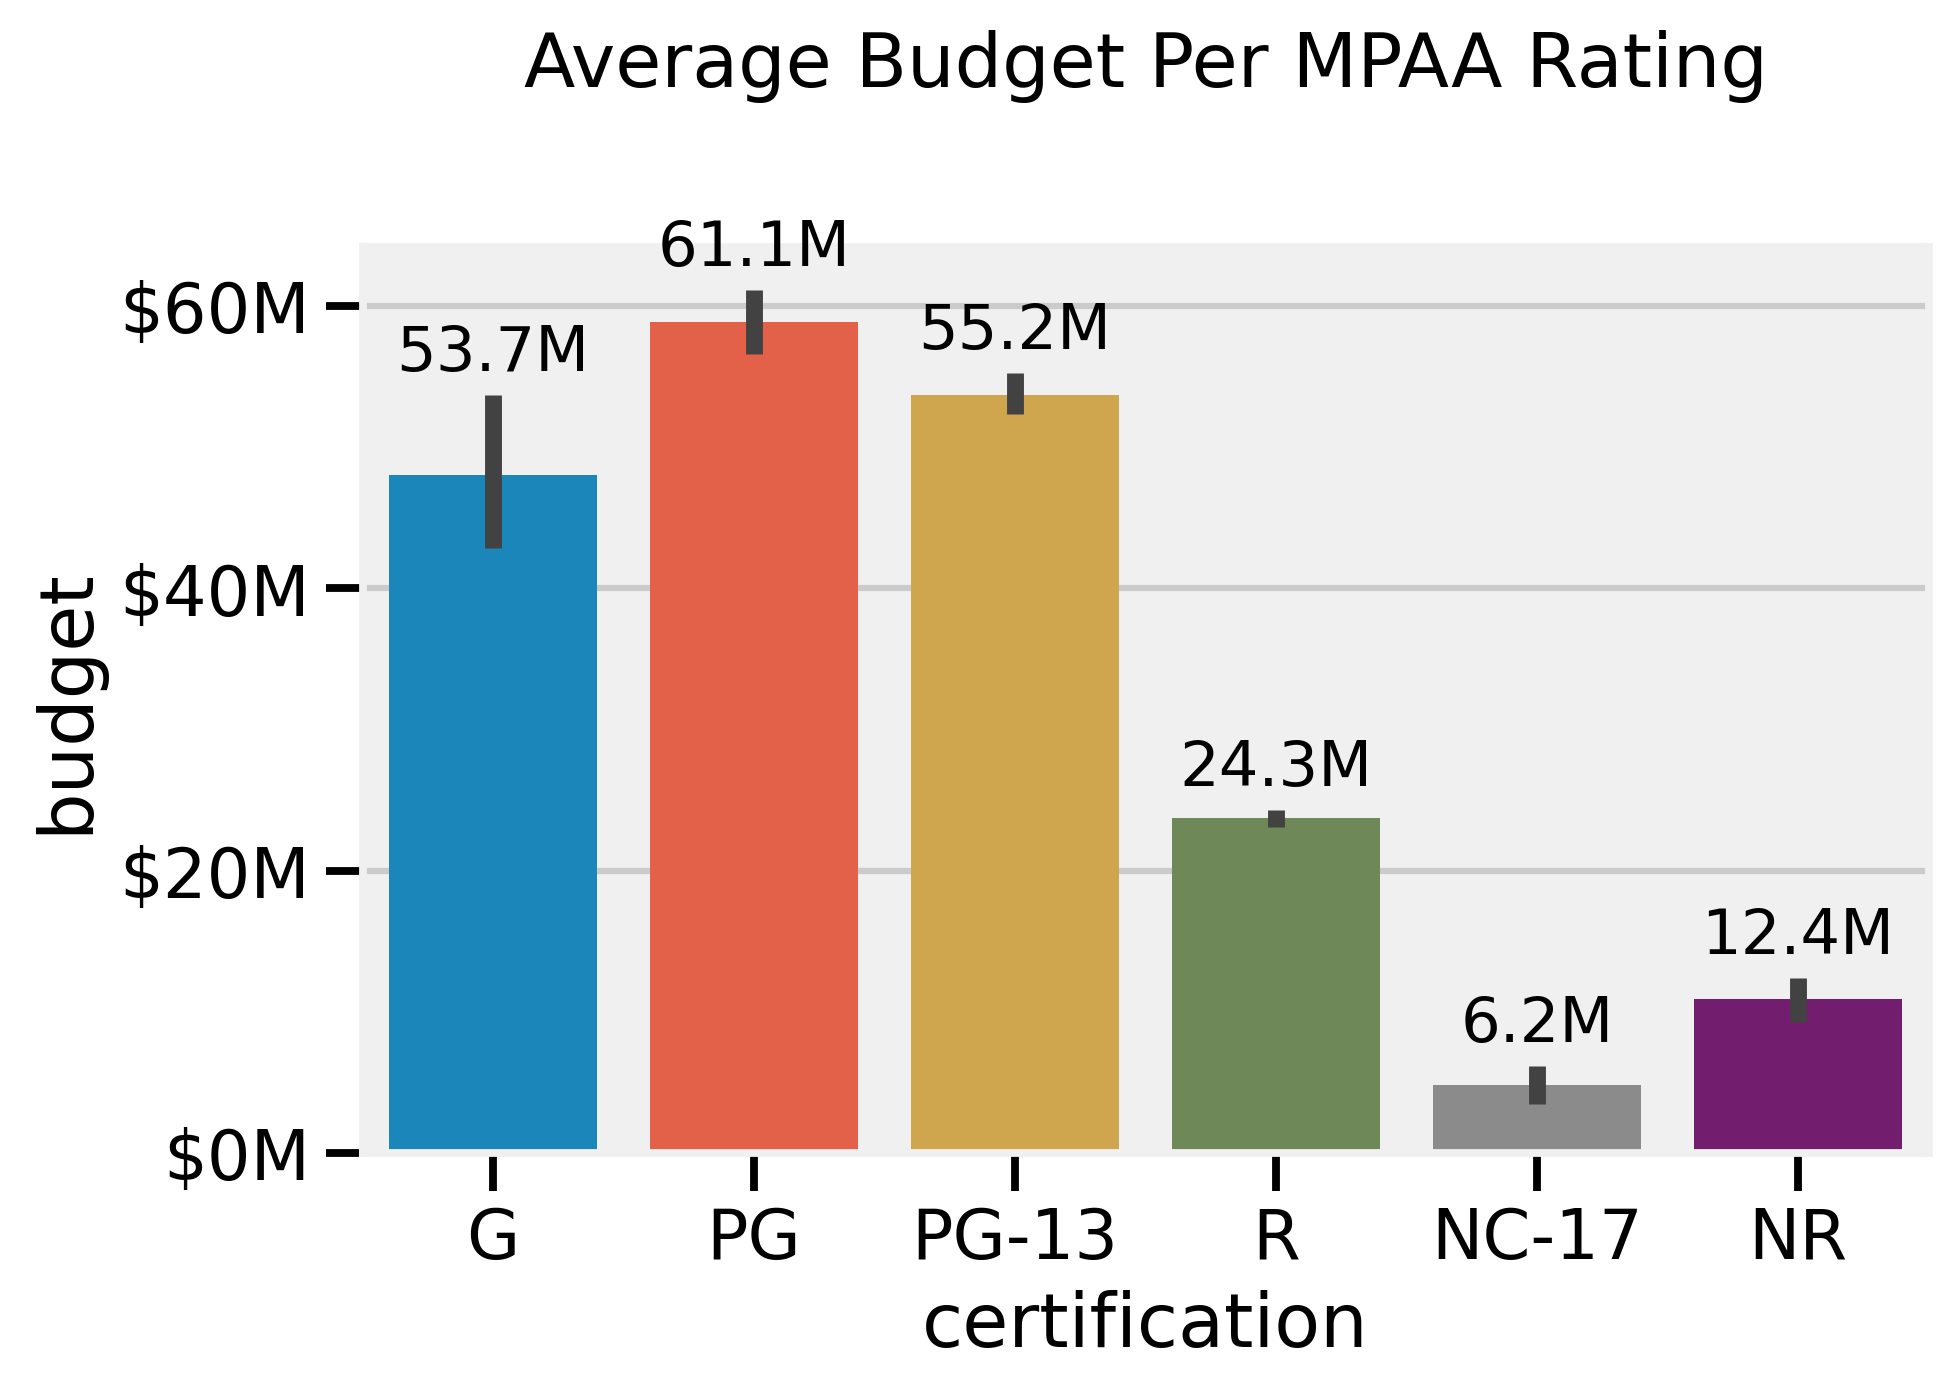 Average Budget Per MPAA Rating
61.1M
55.2M
53.7M
24.3M
12.4M
6.2M
$60M
$40M
$20M
$0M
budget
G PG PG-13 R NC-17 NR
certification